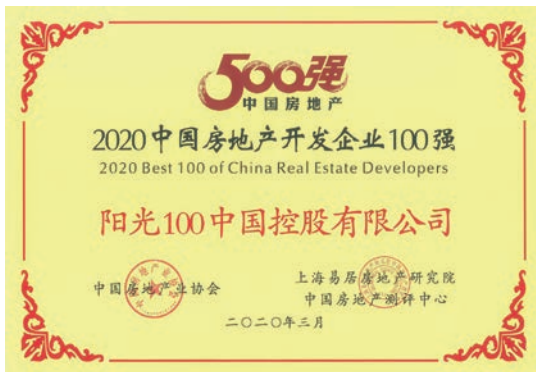 500强
中国房地产
2020中国房地产开发企业100强
2020 Best 100 of China Real Estate Developers
阳光100中国控股有限公司
中国房地产业协会
上海易居房地产研究院
中国房地产测评中心
二〇二〇年三月